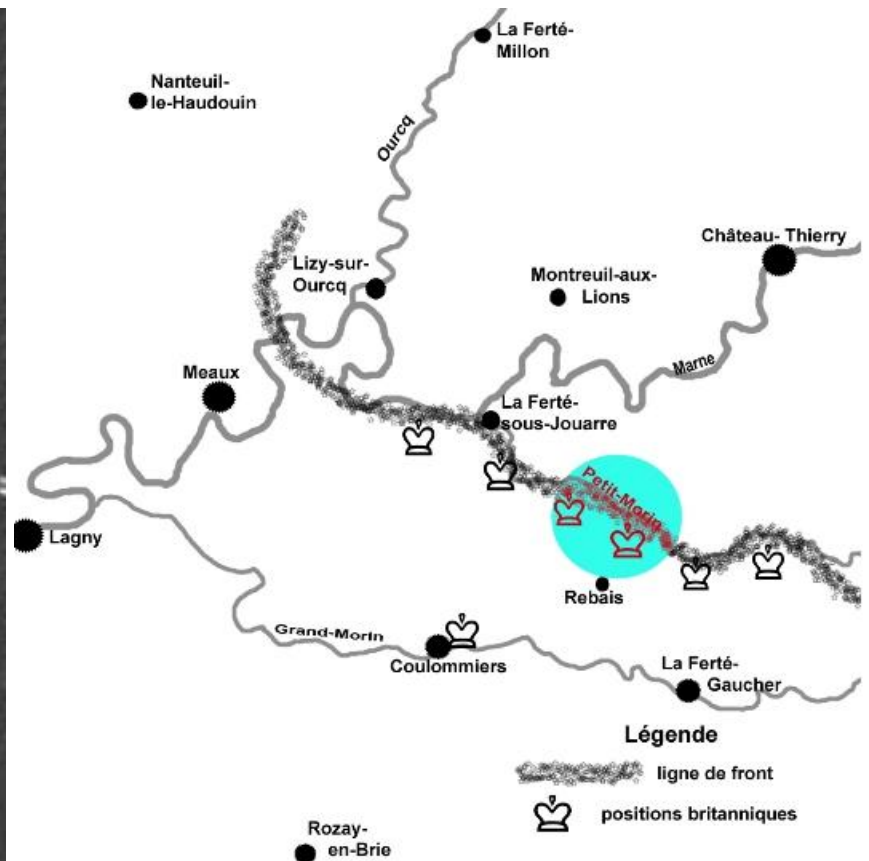 La Ferté-
Millon
Nanteuil-
le-Haudouin
Ourcq
Château- Thierry
Lizy-sur-
Ourcq
Montreuil-aux-
Lions
Marne
Meaux
La Ferté-
sous-Jouarre
Petit-Morin
Lagny
Rebais
Grand-Morin
Coulommiers
La Ferté-
Gaucher
Légende
ligne de front
positions britanniques
Rozay-
en-Brie